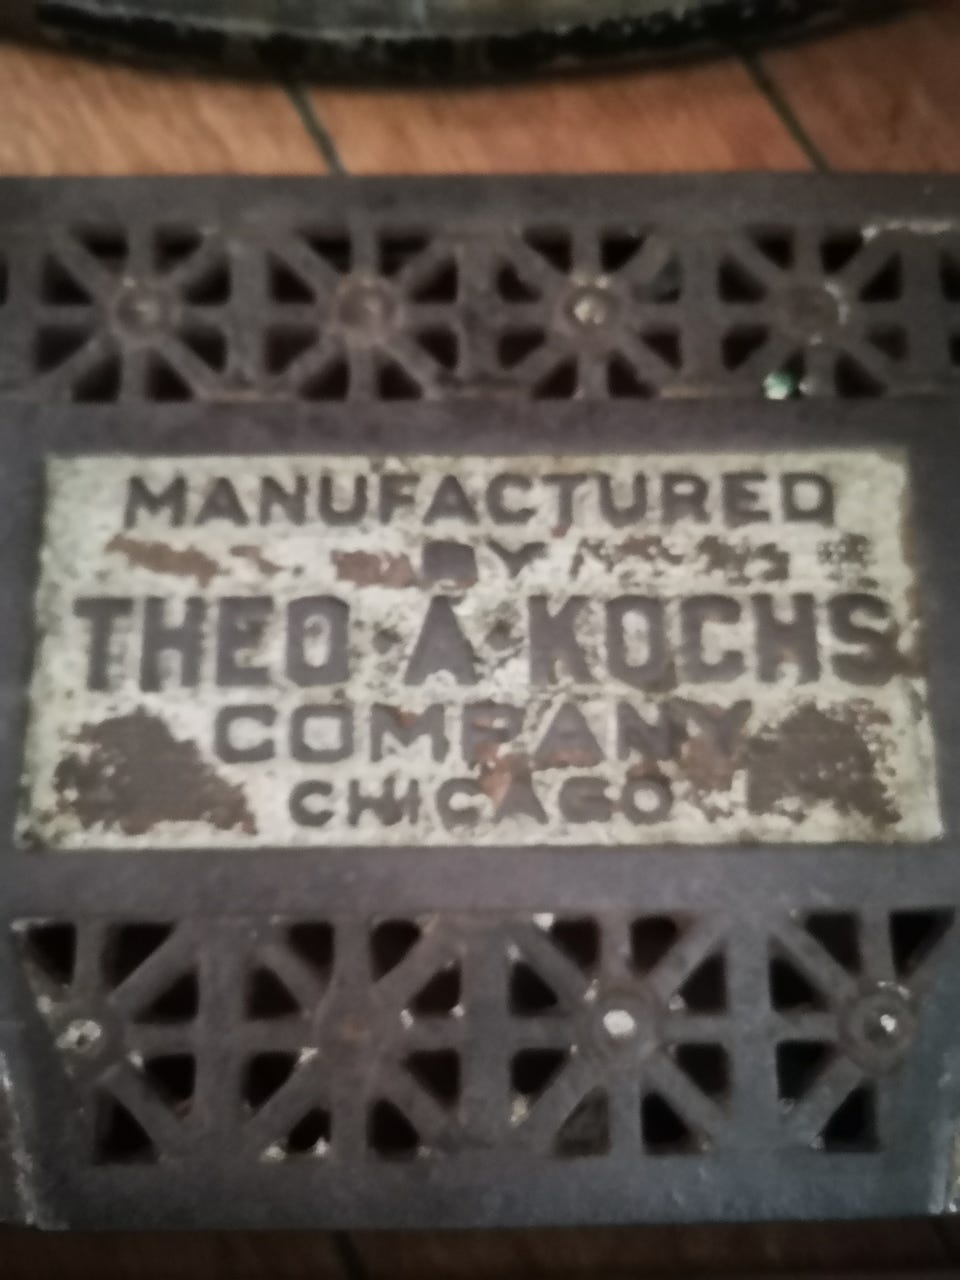 MANUFACTURED
BY
THEO·A·KOCHS
COMPANY
CHICAGO